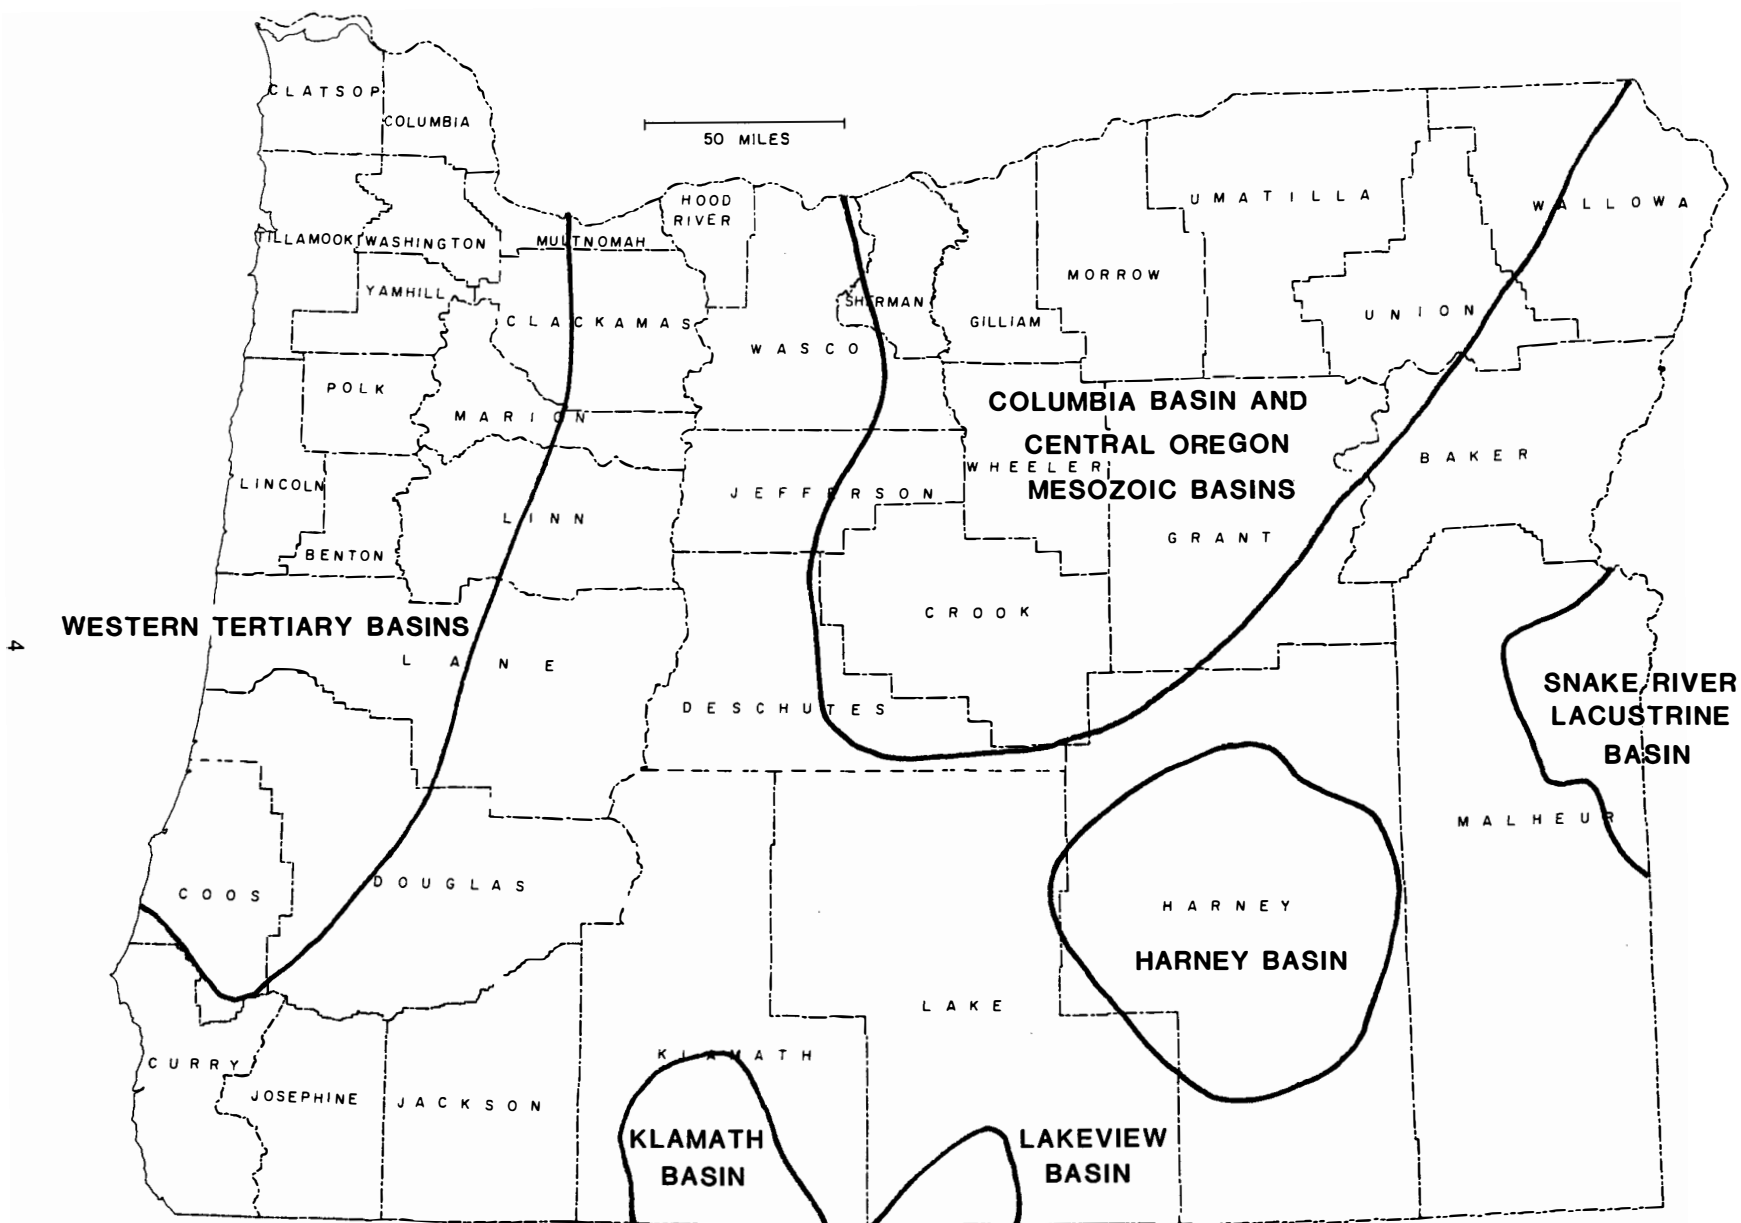 CLATSOP
COLUMBIA
50 MILES
HOOD
RIVER
UMATILLA
WALLOWA
TILLAMOOK
WASHINGTON
MULTNOMAH
MORROW
YAMHILL
SHERMAN
CLACKAMAS
GILLIAM
UNION
WASCO
POLK
COLUMBIA BASIN AND
CENTRAL OREGON
MESOZOIC BASINS
MARION
WHEELER
BAKER
LINCOLN
JEFFERSON
LINN
GRANT
BENTON
CROOK
WESTERN TERTIARY BASINS
4
LANE
SNAKE RIVER
LACUSTRINE
BASIN
DESCHUTES
MALHEUR
DOUGLAS
COOS
HARNEY
HARNEY BASIN
LAKE
KLAMATH
CURRY
JOSEPHINE
JACKSON
KLAMATH
BASIN
LAKEVIEW
BASIN